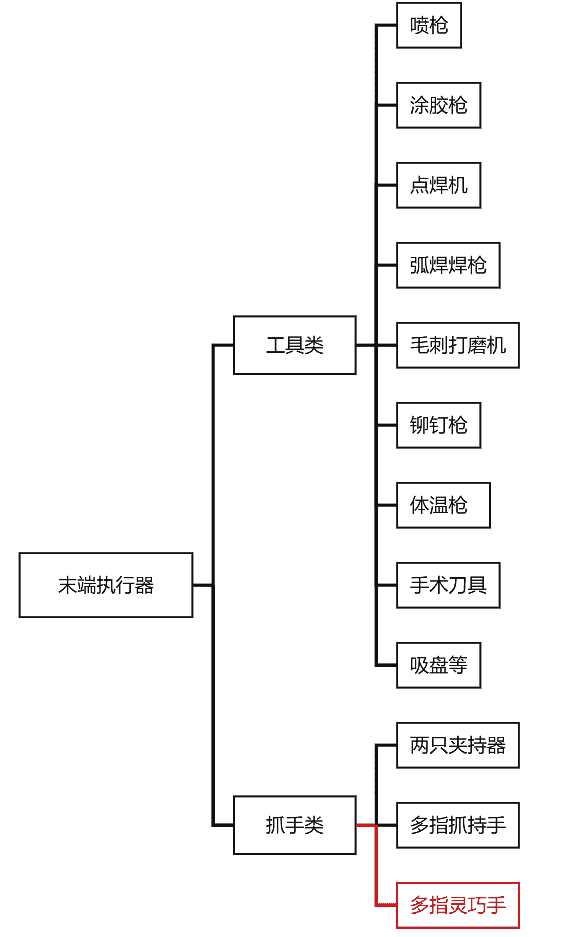 末端执行器
工具类
喷枪
涂胶枪
点焊机
弧焊焊枪
毛刺打磨机
铆钉枪
体温枪
手术刀具
吸盘等
抓手类
两只夹持器
多指抓持手
多指灵巧手